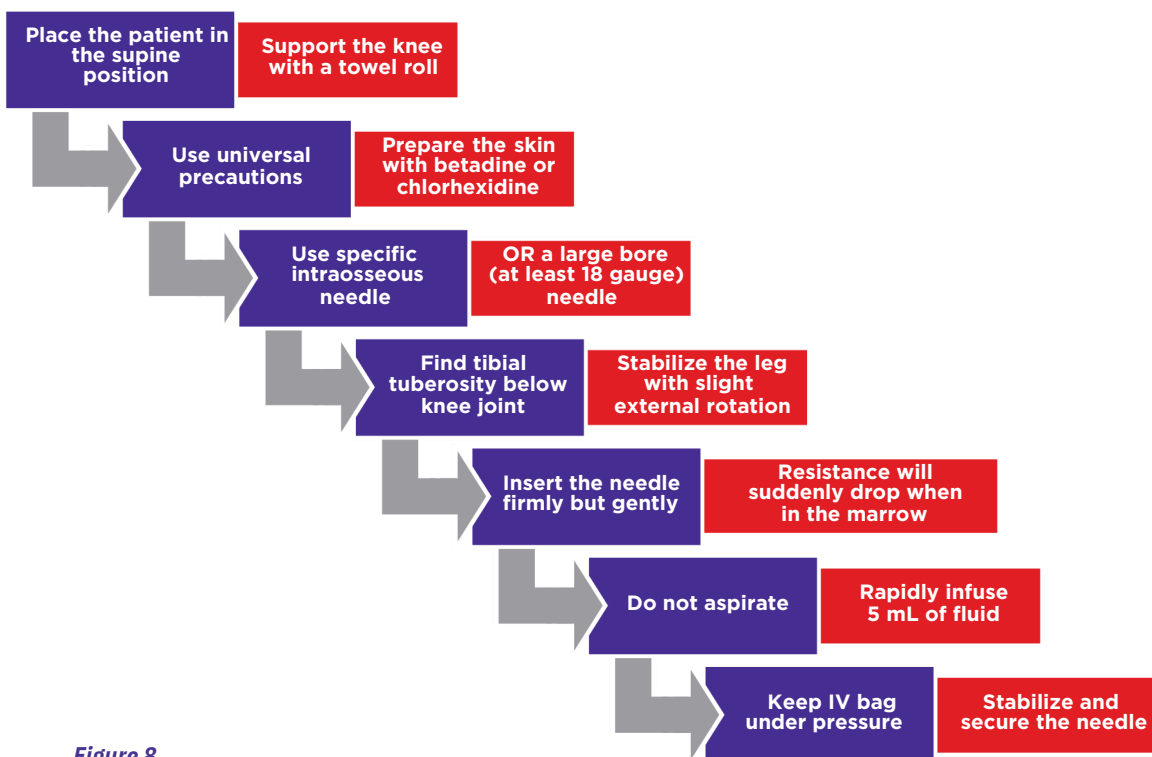 Place the patient in
the supine
position
Support the knee
with a towel roll
Use universal
precautions
Prepare the skin
with betadine or
chlorhexidine
Use specific
intraosseous
needle
OR a large bore
(at least 18 gauge)
needle
Find tibial
tuberosity below
knee joint
Stabilize the leg
with slight
external rotation
Insert the needle
firmly but gently
Resistance will
suddenly drop when
in the marrow
Do not aspirate
Rapidly infuse
5 mL of fluid
Keep IV bag
under pressure
Stabilize and
secure the needle
Figure 8